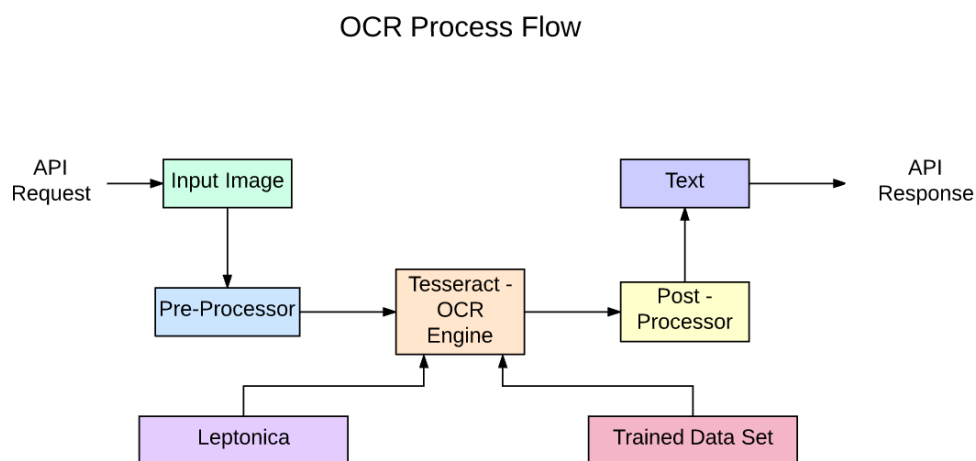 OCR Process Flow
API
Request
Input Image
Text
API
Response
Pre-Processor
Tesseract -
OCR
Engine
Post -
Processor
Leptonica
Trained Data Set